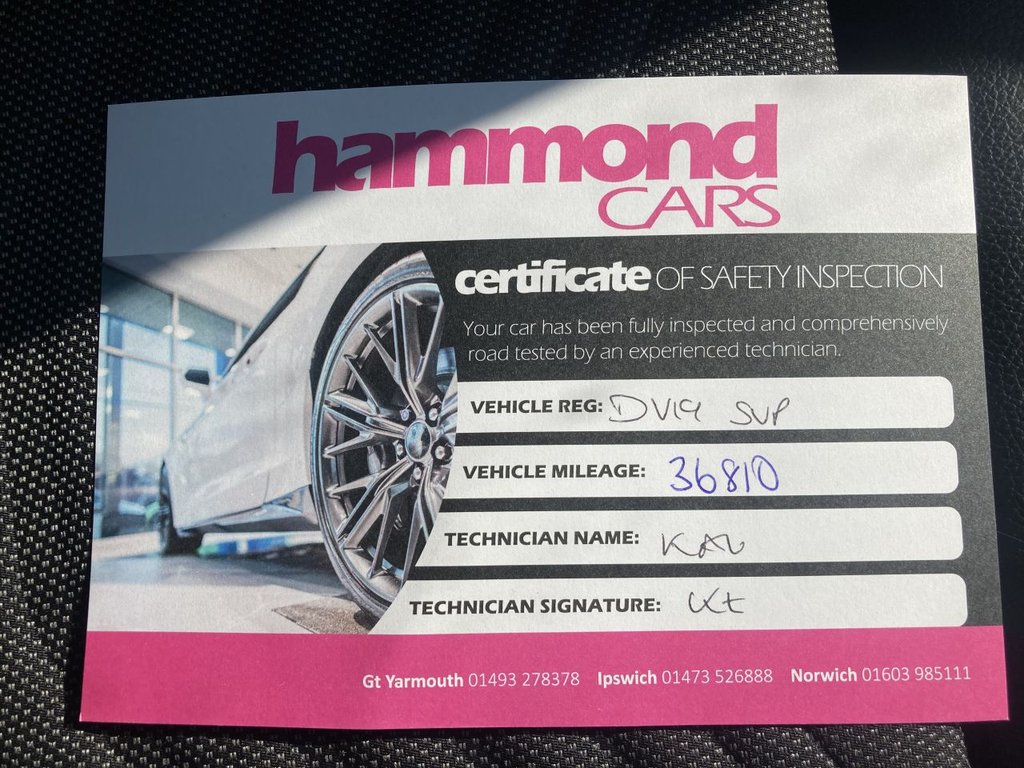 hammond
CARS
certificate OF SAFETY INSPECTION
Your car has been fully inspected and comprehensively
road tested by an experienced technician.
VEHICLE REG: DV19 SVP
VEHICLE MILEAGE: 36810
TECHNICIAN NAME:
TECHNICIAN SIGNATURE:
Gt Yarmouth 01493 278378 Ipswich 01473 526888 Norwich 01603 985111